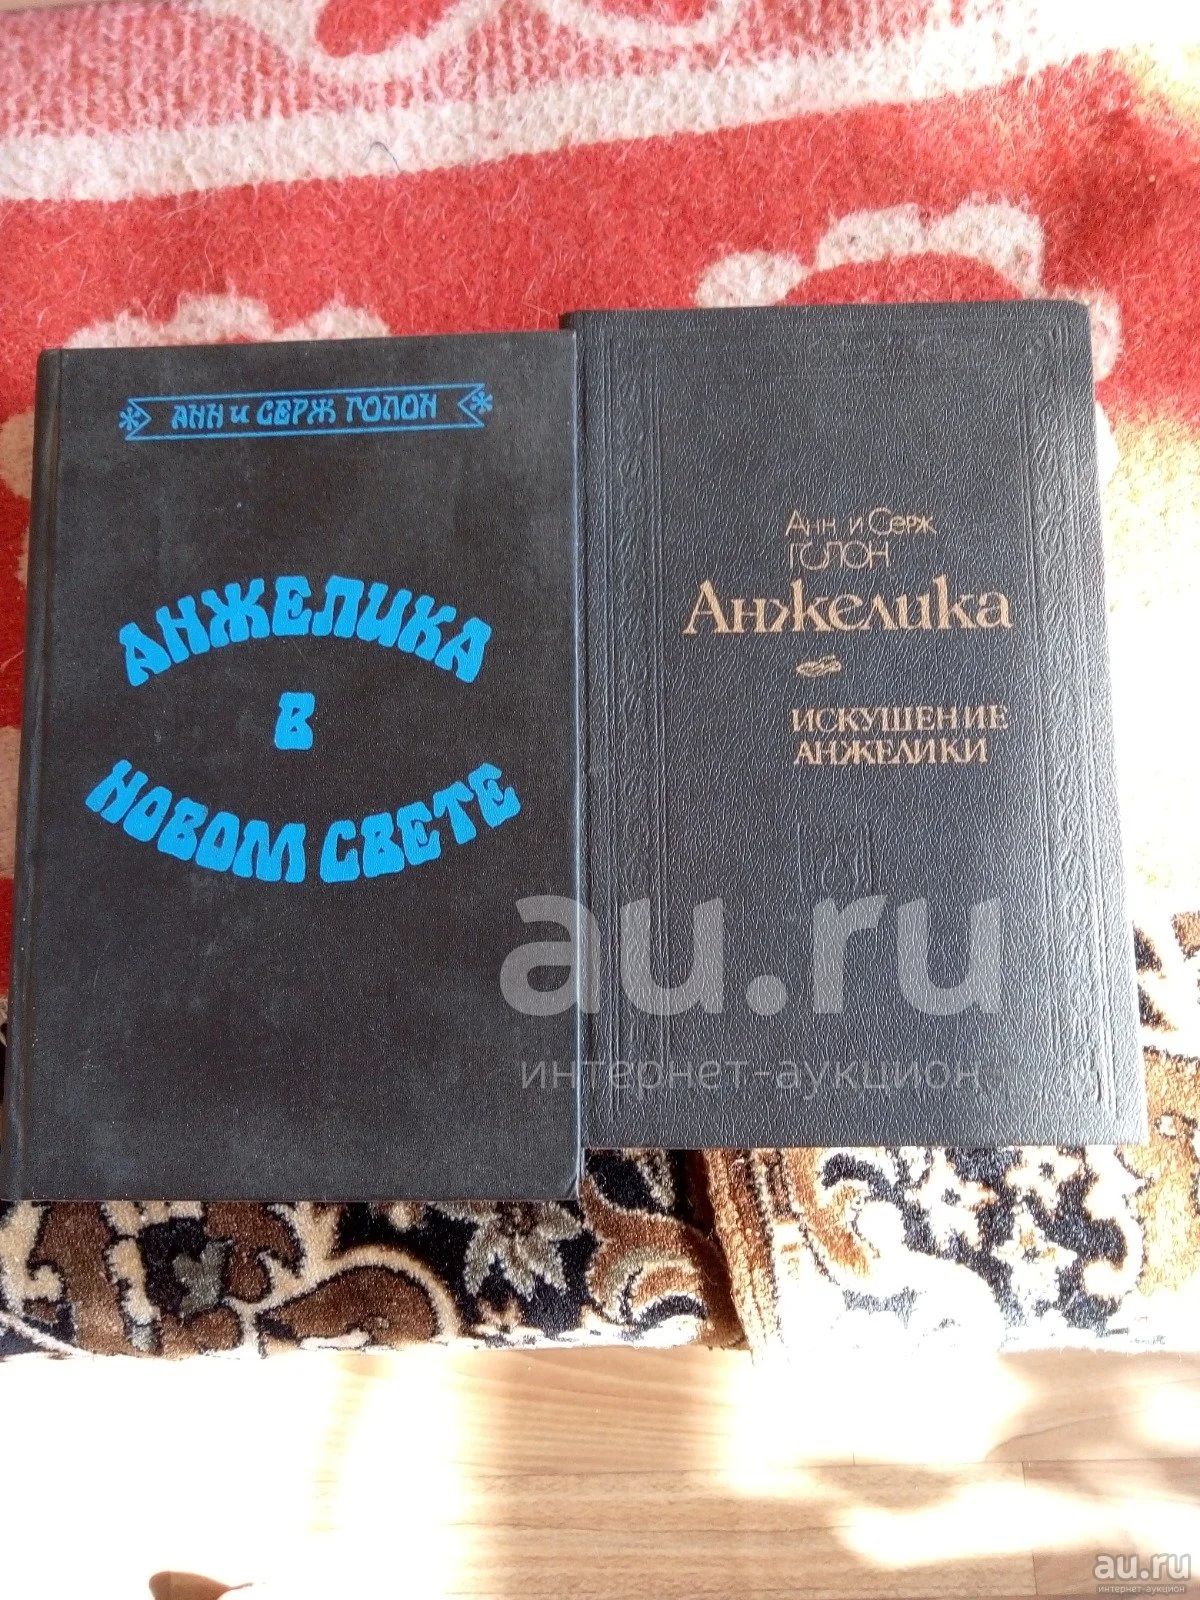 АНН И СЕРЖ ГОЛОН
АНЖЕЛИКА
В
НОВОМ СВЕТЕ
Анн и Серж
ГОЛОН
Анжелика
ИСКУШЕНИЕ
АНЖЕЛИКИ
au.ru
интернет-аукцион
au.ru
интернет-аукцион